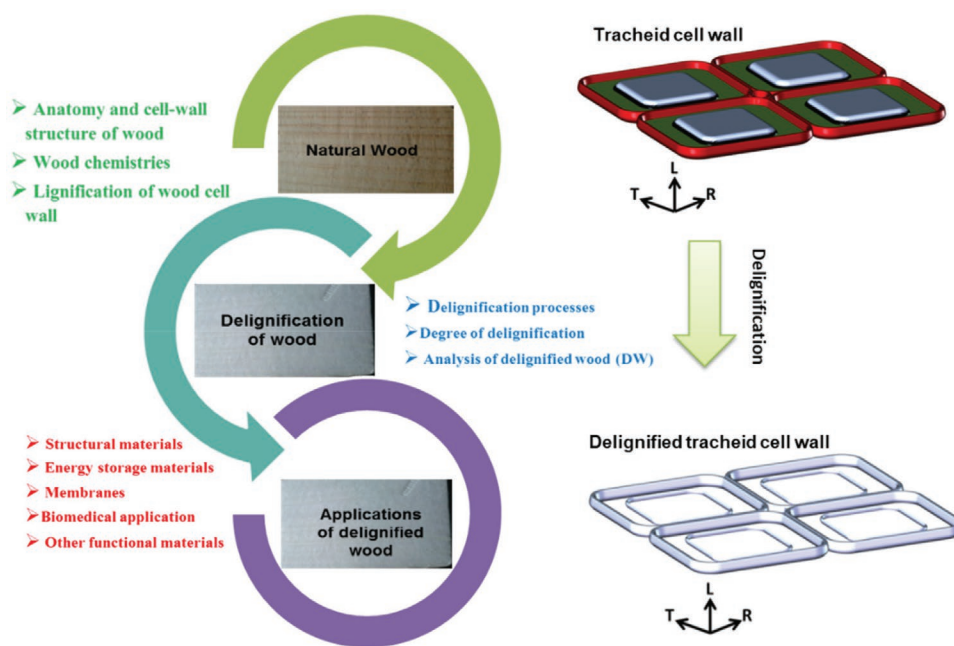 ➢ Anatomy and cell-wall
structure of wood
➢ Wood chemistries
➢ Lignification of wood cell
wall
Natural Wood
Delignification
of wood
➢ Delignification processes
➢ Degree of delignification
➢ Analysis of delignified wood (DW)
➢ Structural materials
➢ Energy storage materials
➢ Membranes
➢ Biomedical application
➢ Other functional materials
Applications
of delignified
wood
Tracheid cell wall
L
T
R
Delignification
Delignified tracheid cell wall
L
T
R